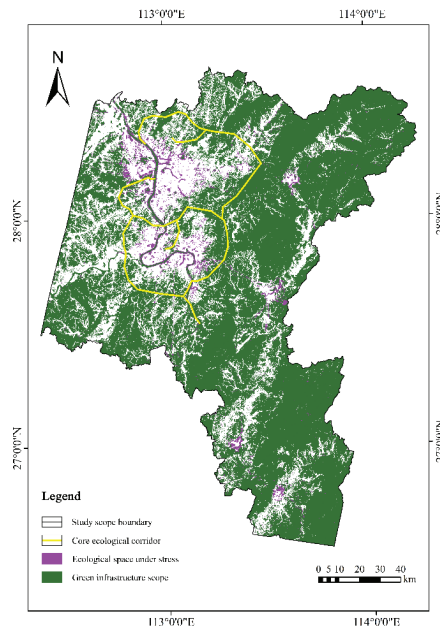 113°0'0"E 114°0'0"E
N
28°0'0"N
27°0'0"N
Legend
Study scope boundary
Core ecological corridor
Ecological space under stress
Green infrastructure scope
0 5 10 20 30 40
km
113°0'0"E 114°0'0"E